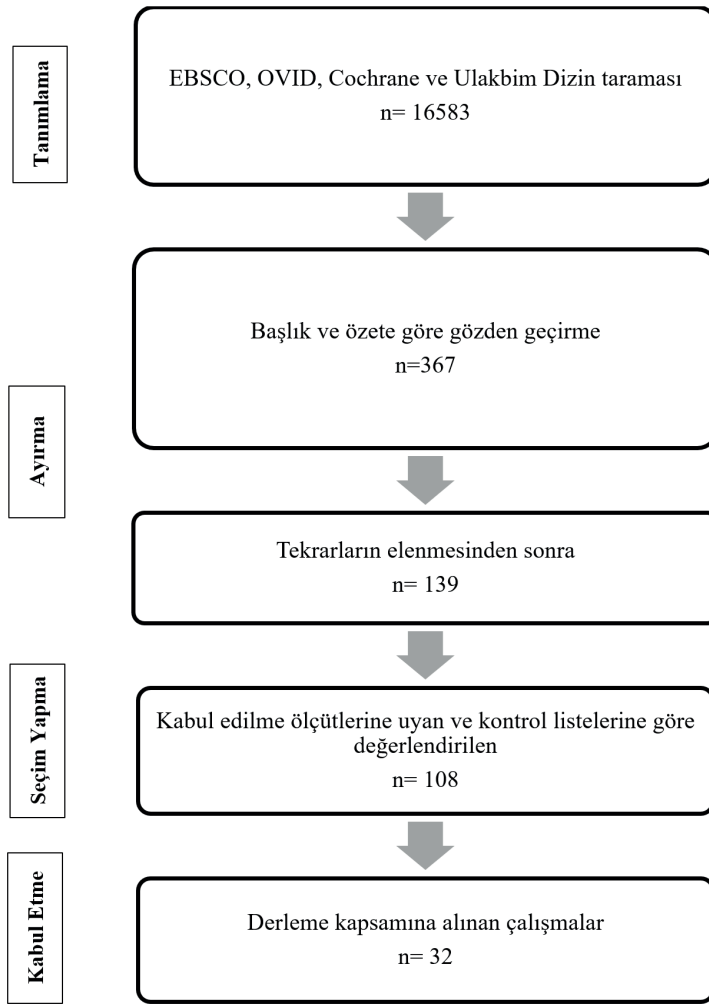 Tanımlama
EBSCO, OVID, Cochrane ve Ulakbim Dizin taraması
n= 16583
Ayırma
Başlık ve özete göre gözden geçirme
n=367
Tekrarların elenmesinden sonra
n= 139
Seçim Yapma
Kabul edilme ölçütlerine uyan ve kontrol listelerine göre
değerlendirilen
n= 108
Kabul Etme
Derleme kapsamına alınan çalışmalar
n= 32